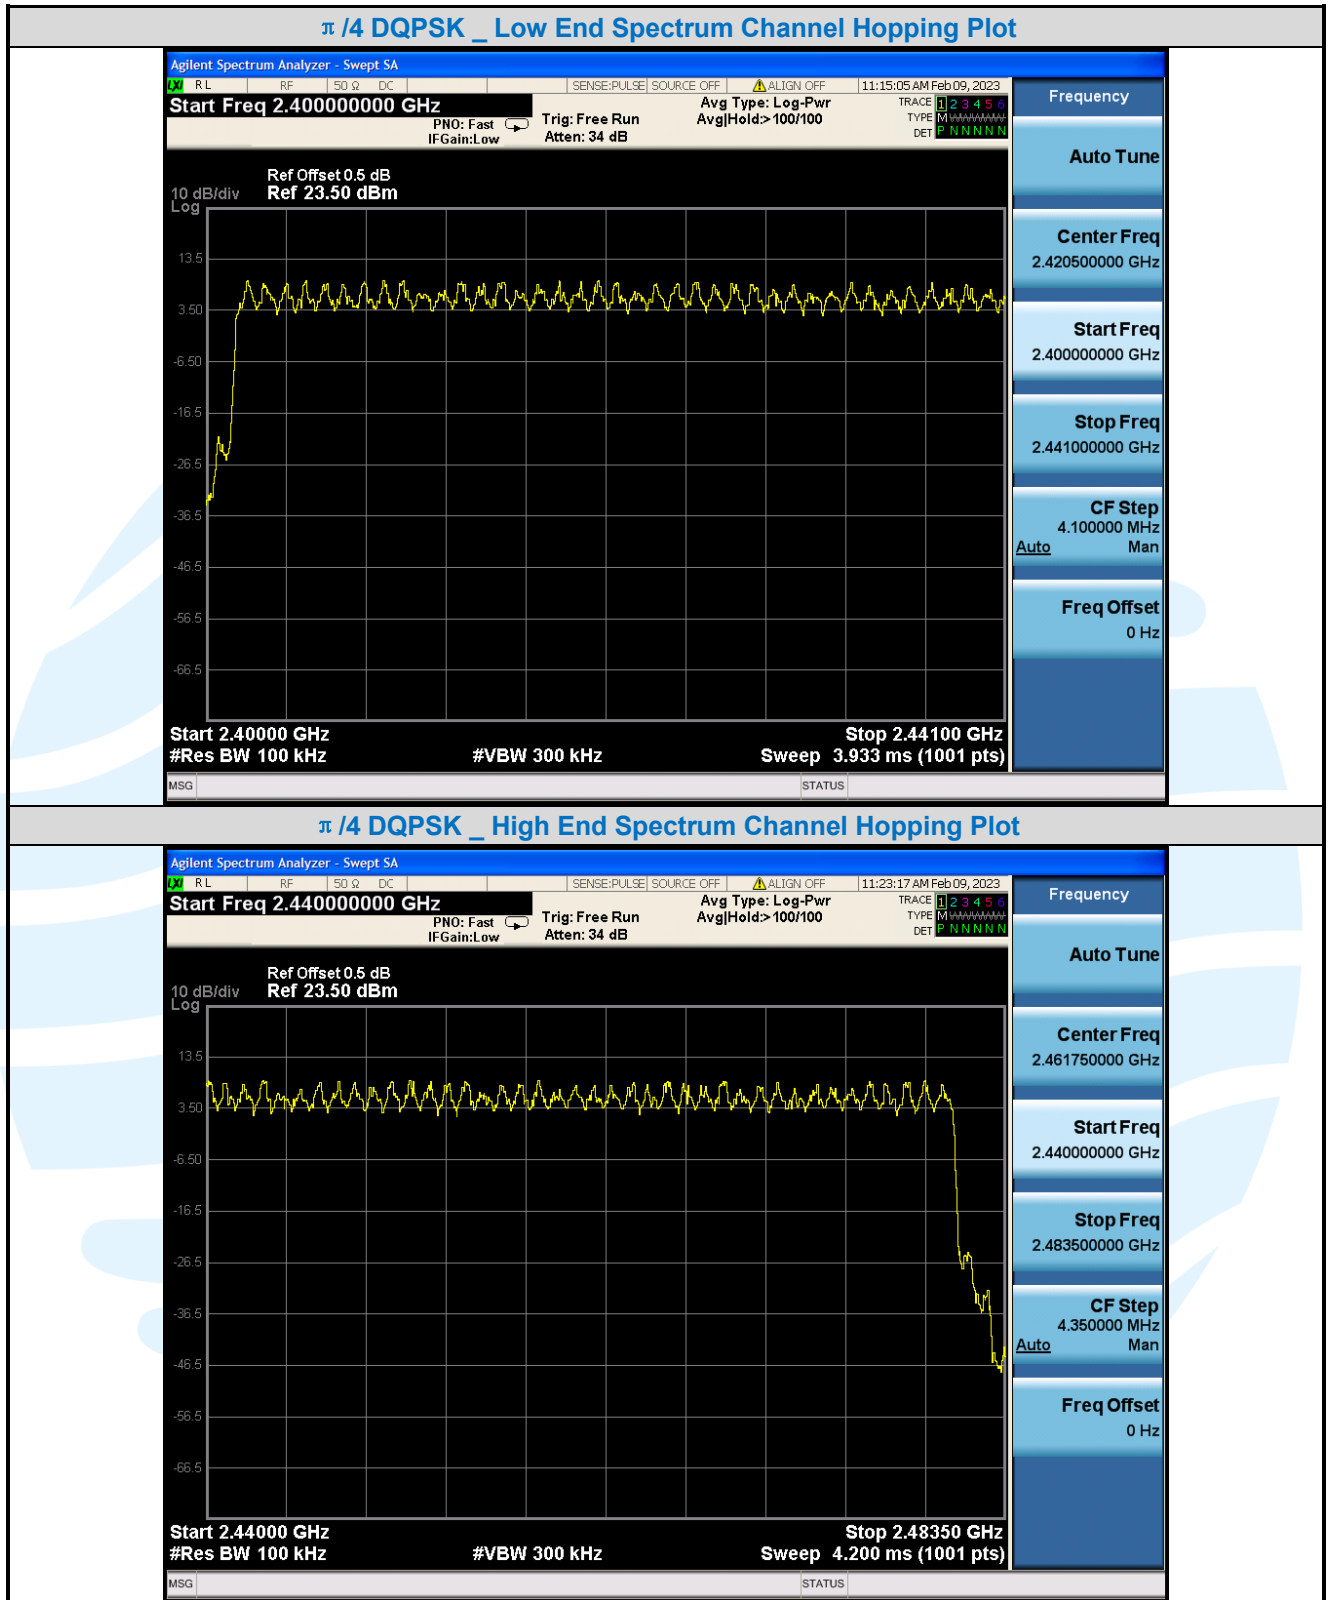 π /4 DQPSK _ Low End Spectrum Channel Hopping Plot
Agilent Spectrum Analyzer - Swept SA
LXI RL RF 50 Ω DC SENSE:PULSE SOURCE OFF ALIGN OFF 11:15:05 AM Feb 09, 2023
Start Freq 2.400000000 GHz
PNO: Fast
IFGain:Low
Trig: Free Run
Atten: 34 dB
Avg Type: Log-Pwr
Avg|Hold:>100/100
TRACE 1 2 3 4 5 6
TYPE M
DET P N N N N N
Ref Offset 0.5 dB
10 dB/div Ref 23.50 dBm
Log
13.5
3.50
-6.50
-16.5
-26.5
-36.5
-46.5
-56.5
-66.5
Start 2.40000 GHz Stop 2.44100 GHz
#Res BW 100 kHz #VBW 300 kHz Sweep 3.933 ms (1001 pts)
MSG STATUS
Frequency
Auto Tune
Center Freq
2.420500000 GHz
Start Freq
2.400000000 GHz
Stop Freq
2.441000000 GHz
CF Step
4.100000 MHz
Auto Man
Freq Offset
0 Hz
π /4 DQPSK _ High End Spectrum Channel Hopping Plot
Agilent Spectrum Analyzer - Swept SA
LXI RL RF 50 Ω DC SENSE:PULSE SOURCE OFF ALIGN OFF 11:23:17 AM Feb 09, 2023
Start Freq 2.440000000 GHz
PNO: Fast
IFGain:Low
Trig: Free Run
Atten: 34 dB
Avg Type: Log-Pwr
Avg|Hold:>100/100
TRACE 1 2 3 4 5 6
TYPE M
DET P N N N N N
Ref Offset 0.5 dB
10 dB/div Ref 23.50 dBm
Log
13.5
3.50
-6.50
-16.5
-26.5
-36.5
-46.5
-56.5
-66.5
Start 2.44000 GHz Stop 2.48350 GHz
#Res BW 100 kHz #VBW 300 kHz Sweep 4.200 ms (1001 pts)
MSG STATUS
Frequency
Auto Tune
Center Freq
2.461750000 GHz
Start Freq
2.440000000 GHz
Stop Freq
2.483500000 GHz
CF Step
4.350000 MHz
Auto Man
Freq Offset
0 Hz